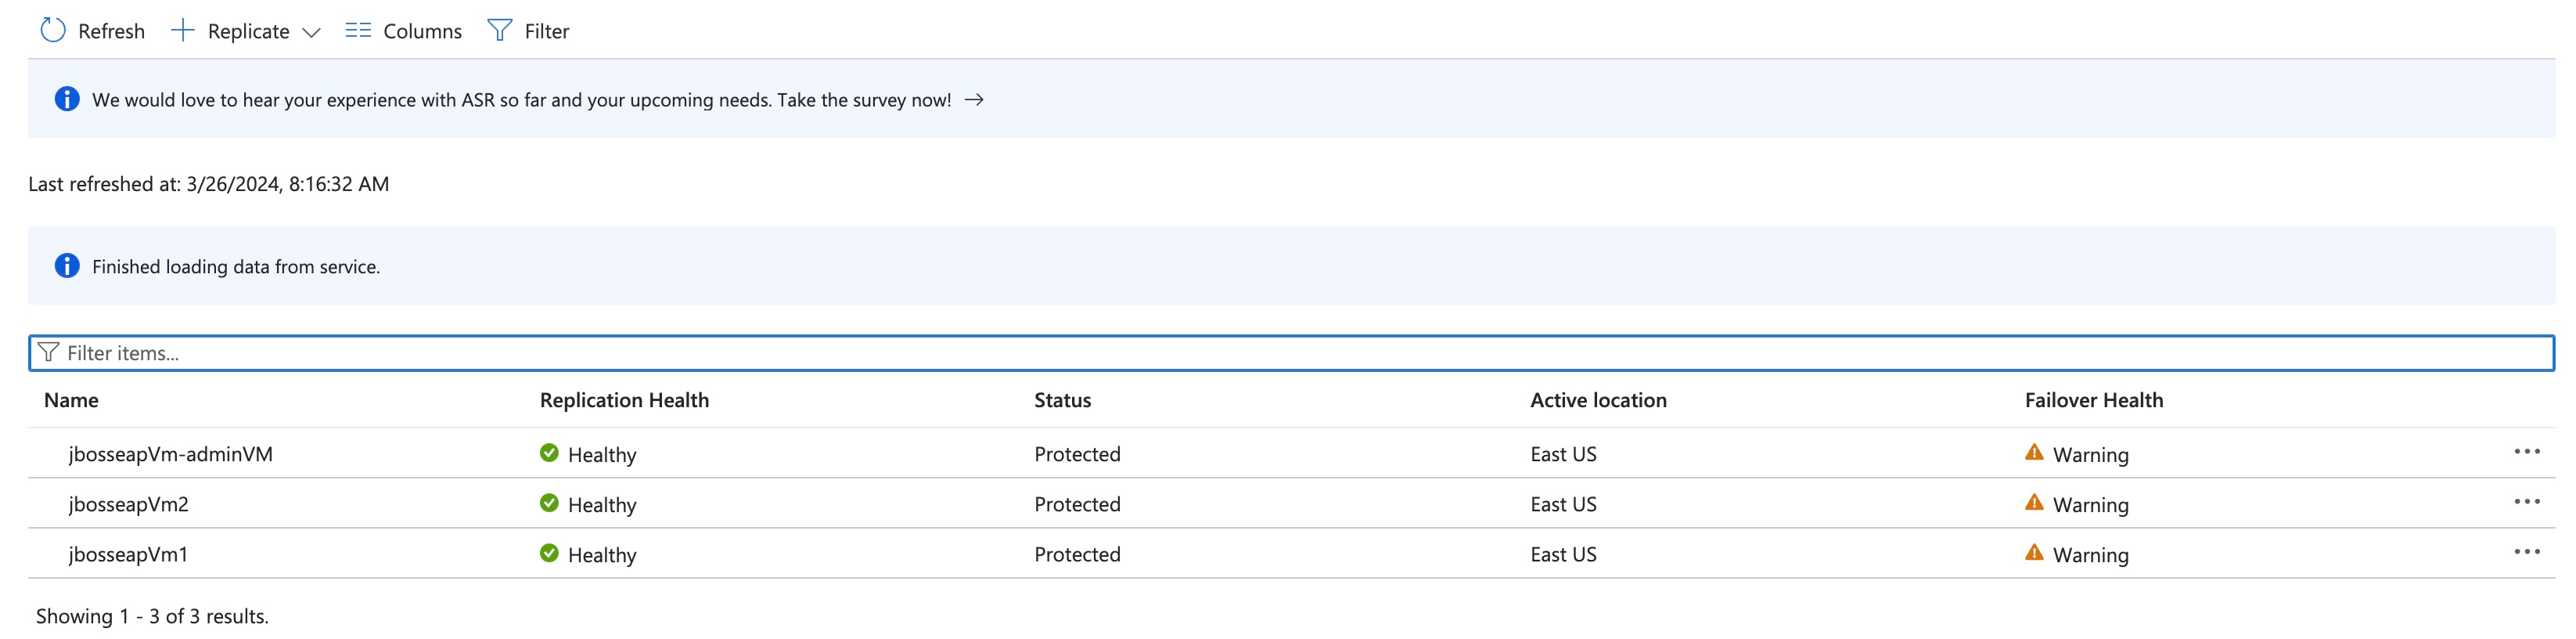 Refresh Replicate Columns Filter
We would love to hear your experience with ASR so far and your upcoming needs. Take the survey now! →
Last refreshed at: 3/26/2024, 8:16:32 AM
Finished loading data from service.
Filter items...
Name Replication Health Status Active location Failover Health
jbosseapVm-adminVM Healthy Protected East US Warning
jbosseapVm2 Healthy Protected East US Warning
jbosseapVm1 Healthy Protected East US Warning
Showing 1 - 3 of 3 results.